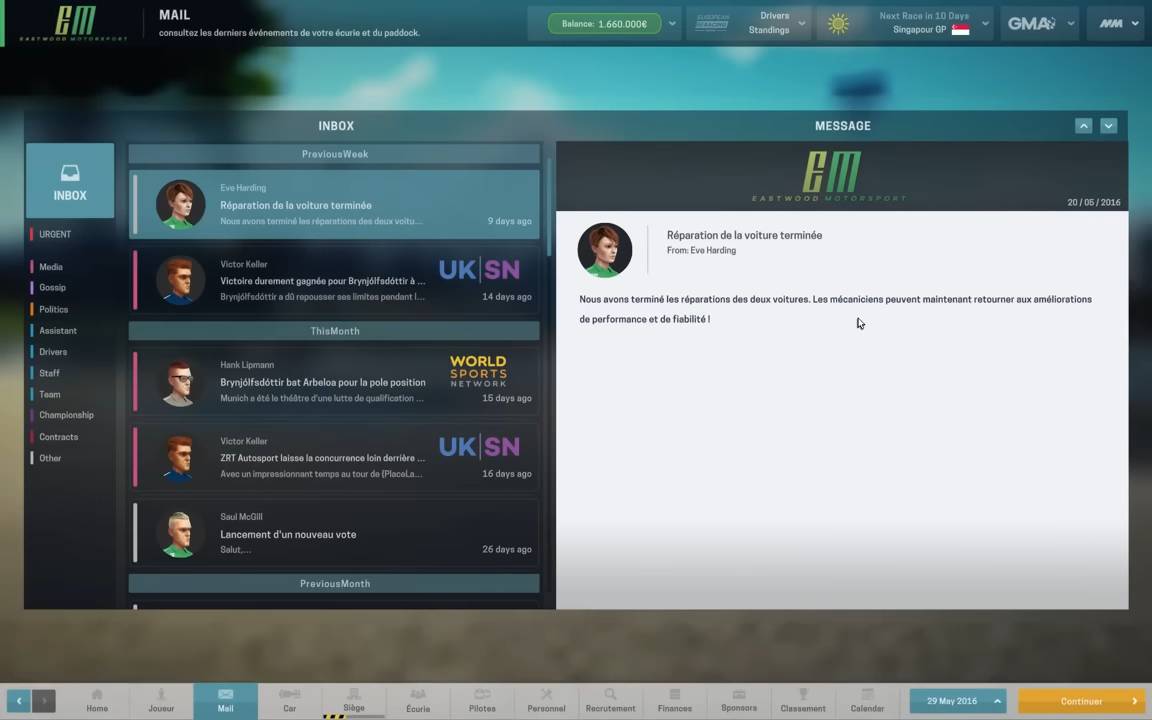 EM
EASTWOOD MOTORSPORT
MAIL
consultez les derniers événements de votre écurie et du paddock.
Balance: 1.660.000€
EUROPEAN
RACING
Drivers
Standings
Next Race in 10 Days
Singapour GP
GMA
INBOX
MESSAGE
INBOX
URGENT
Media
Gossip
Politics
Assistant
Drivers
Staff
Team
Championship
Contracts
Other
PreviousWeek
Eve Harding
Réparation de la voiture terminée
Nous avons terminé les réparations des deux voitu...
9 days ago
Victor Keller
UK|SN
Victoire durement gagnée pour Brynjólfsdóttir à ...
Brynjólfsdóttir a dû repousser ses limites pendant l...
14 days ago
ThisMonth
Hank Lipmann
WORLD
SPORTS
NETWORK
Brynjólfsdóttir bat Arbeloa pour la pole position
Munich a été le théâtre d'une lutte de qualification ...
15 days ago
Victor Keller
UK|SN
ZRT Autosport laisse la concurrence loin derrière ...
Avec un impressionnant temps au tour de {PlaceLa...
16 days ago
Saul McGill
Lancement d'un nouveau vote
Salut,...
26 days ago
PreviousMonth
EM
EASTWOOD MOTORSPORT
20 / 05 / 2016
Réparation de la voiture terminée
From: Eve Harding
Nous avons terminé les réparations des deux voitures. Les mécaniciens peuvent maintenant retourner aux améliorations
de performance et de fiabilité !
Home
Joueur
Mail
Car
Siège
Écurie
Pilotes
Personnel
Recrutement
Finances
Sponsors
Classement
Calendar
29 May 2016
Continuer